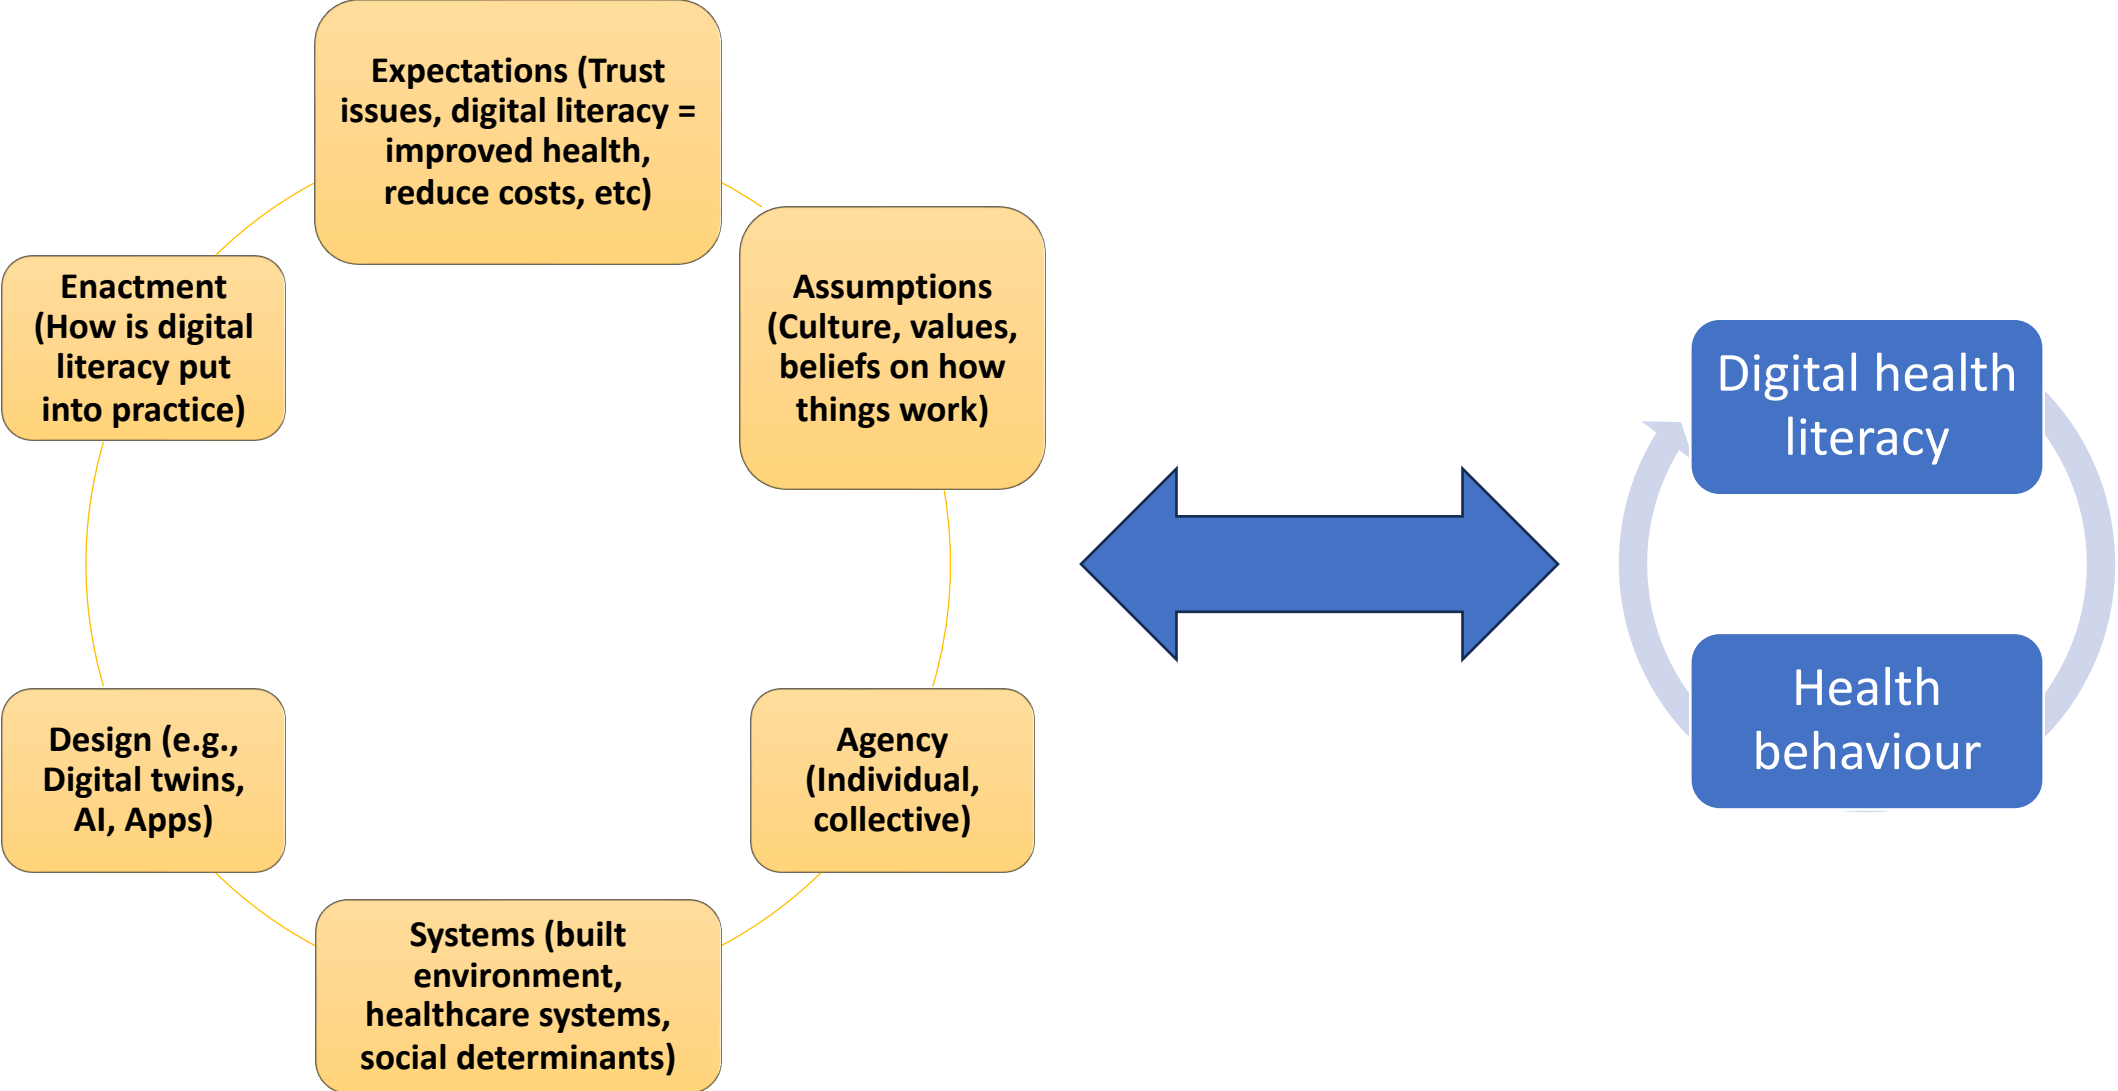 Expectations (Trust
issues, digital literacy =
improved health,
reduce costs, etc)
Assumptions
(Culture, values,
beliefs on how
things work)
Agency
(Individual,
collective)
Systems (built
environment,
healthcare systems,
social determinants)
Design (e.g.,
Digital twins,
AI, Apps)
Enactment
(How is digital
literacy put
into practice)
Digital health
literacy
Health
behaviour